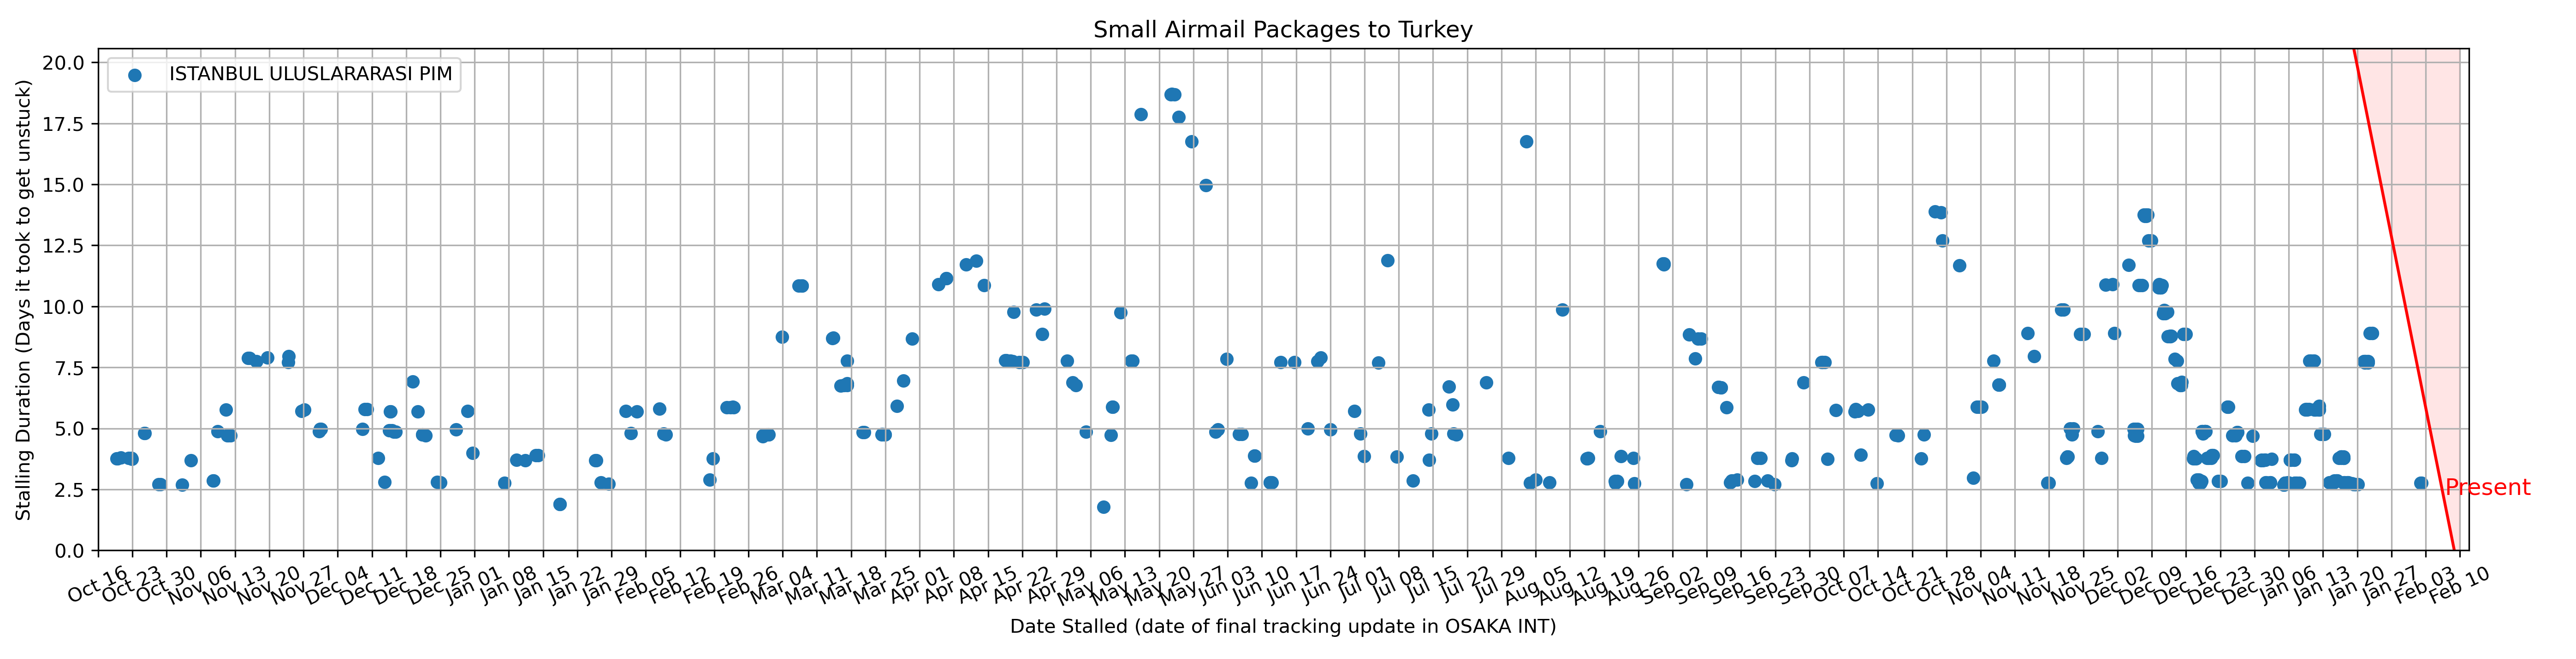 Small Airmail Packages to Turkey
ISTANBUL ULUSLARARASI PIM
Stalling Duration (Days it took to get unstuck)
20.0
17.5
15.0
12.5
10.0
7.5
5.0
2.5
0.0
Present
Oct 16 Oct 23 Oct 30 Nov 06 Nov 13 Nov 20 Nov 27 Dec 04 Dec 11 Dec 18 Dec 25 Jan 01 Jan 08 Jan 15 Jan 22 Jan 29 Feb 05 Feb 12 Feb 19 Feb 26 Mar 04 Mar 11 Mar 18 Mar 25 Apr 01 Apr 08 Apr 15 Apr 22 Apr 29 May 06 May 13 May 20 May 27 Jun 03 Jun 10 Jun 17 Jun 24 Jul 01 Jul 08 Jul 15 Jul 22 Jul 29 Aug 05 Aug 12 Aug 19 Aug 26 Sep 02 Sep 09 Sep 16 Sep 23 Sep 30 Oct 07 Oct 14 Oct 21 Oct 28 Nov 04 Nov 11 Nov 18 Nov 25 Dec 02 Dec 09 Dec 16 Dec 23 Dec 30 Jan 06 Jan 13 Jan 20 Jan 27 Feb 03 Feb 10
Date Stalled (date of final tracking update in OSAKA INT)